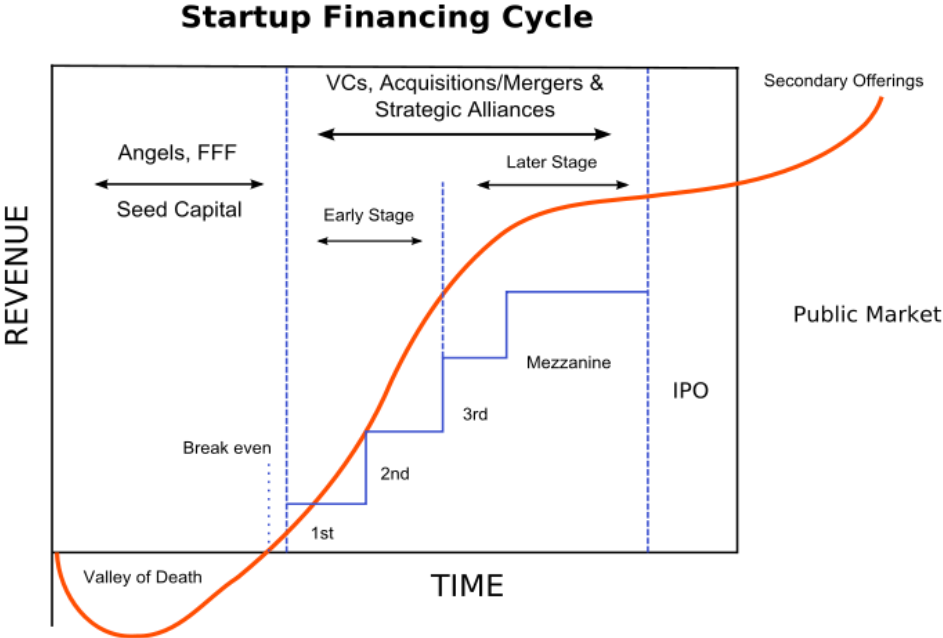 Startup Financing Cycle
VCs, Acquisitions/Mergers &
Strategic Alliances
Secondary Offerings
Angels, FFF
Later Stage
Seed Capital
Early Stage
REVENUE
Public Market
Mezzanine
IPO
3rd
Break even
2nd
1st
Valley of Death
TIME